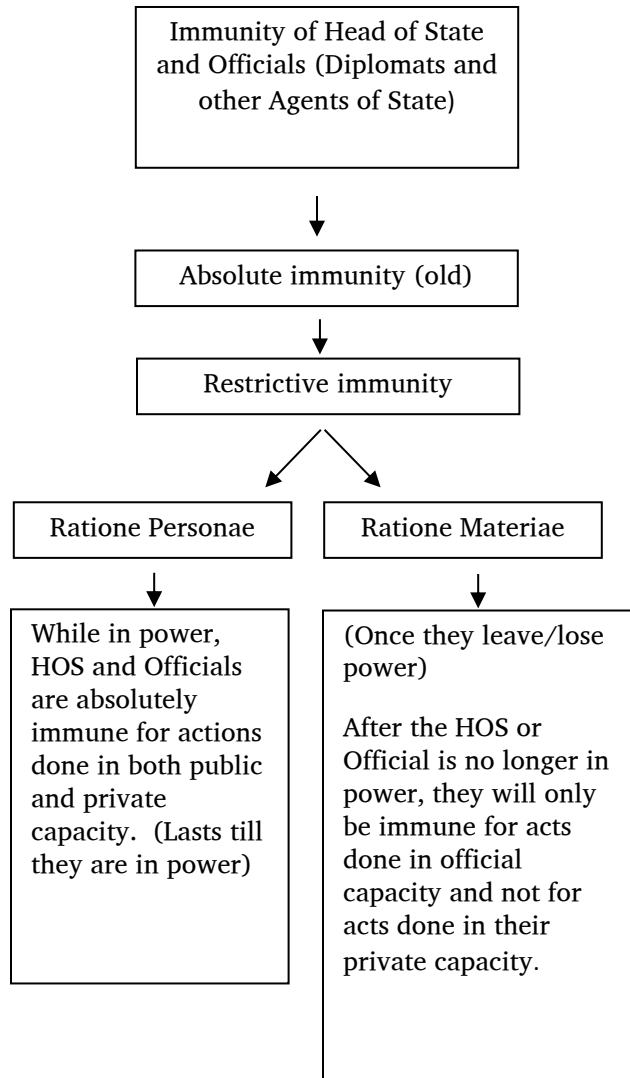 Immunity of Head of State
and Officials (Diplomats and
other Agents of State)
Absolute immunity (old)
Restrictive immunity
Ratione Personae
Ratione Materiae
While in power,
HOS and Officials
are absolutely
immune for actions
done in both public
and private
capacity.  (Lasts till
they are in power)
(Once they leave/lose
power)
After the HOS or
Official is no longer in
power, they will only
be immune for acts
done in official
capacity and not for
acts done in their
private capacity.